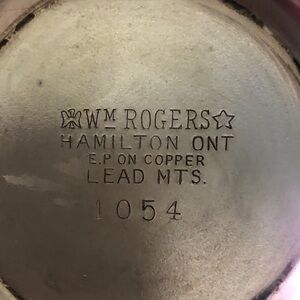 WM ROGERS
HAMILTON ONT
E.P ON COPPER
LEAD MTS.
1054